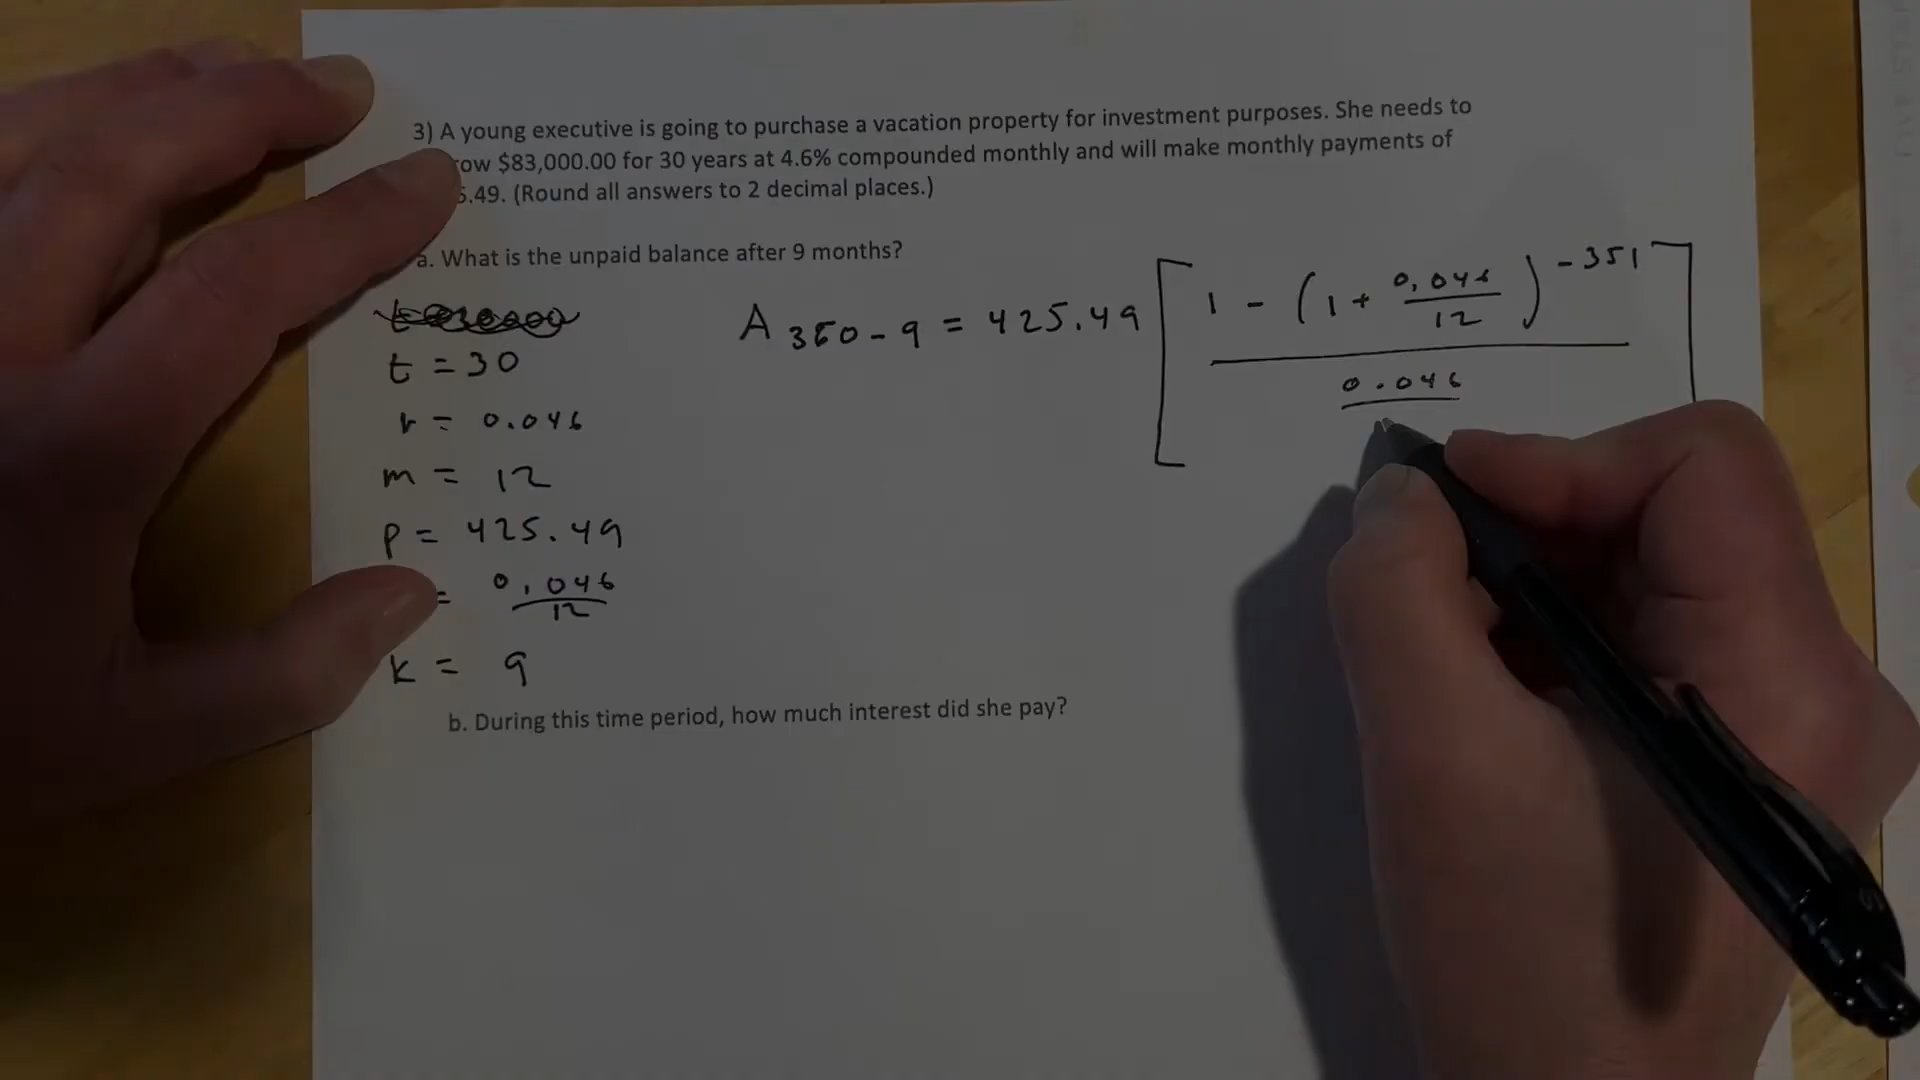 3) A young executive is going to purchase a vacation property for investment purposes. She needs to
row $83,000.00 for 30 years at 4.6% compounded monthly and will make monthly payments of
5.49. (Round all answers to 2 decimal places.)
a. What is the unpaid balance after 9 months?
A 360-9 = 425.49 [ 1 - (1 + 0.046/12)^-351 / 0.046 ]
t = 30
r = 0.046
m = 12
P = 425.49
= 0.046/12
k = 9
b. During this time period, how much interest did she pay?